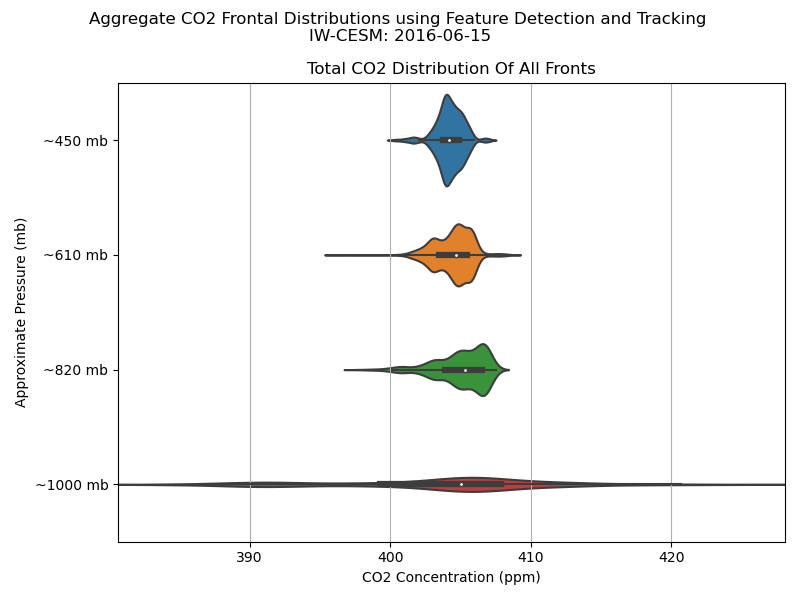 Aggregate CO2 Frontal Distributions using Feature Detection and Tracking
IW-CESM: 2016-06-15
Total CO2 Distribution Of All Fronts
Approximate Pressure (mb)
~450 mb
~610 mb
~820 mb
~1000 mb
390
400
410
420
CO2 Concentration (ppm)